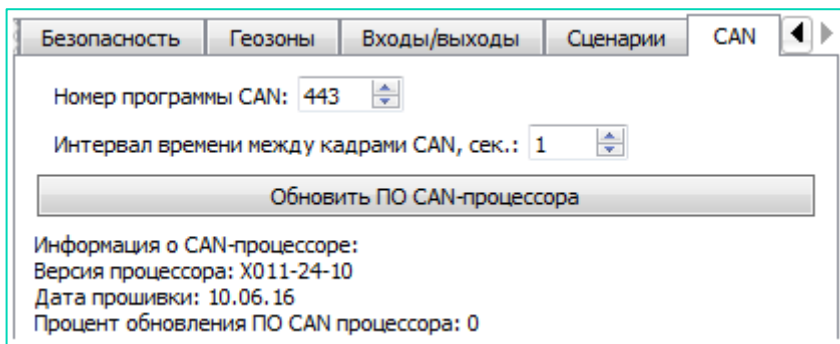 Безопасность Геозоны Входы/выходы Сценарии CAN
Номер программы CAN: 443
Интервал времени между кадрами CAN, сек.: 1
Обновить ПО CAN-процессора
Информация о CAN-процессоре:
Версия процессора: X011-24-10
Дата прошивки: 10.06.16
Процент обновления ПО CAN процессора: 0